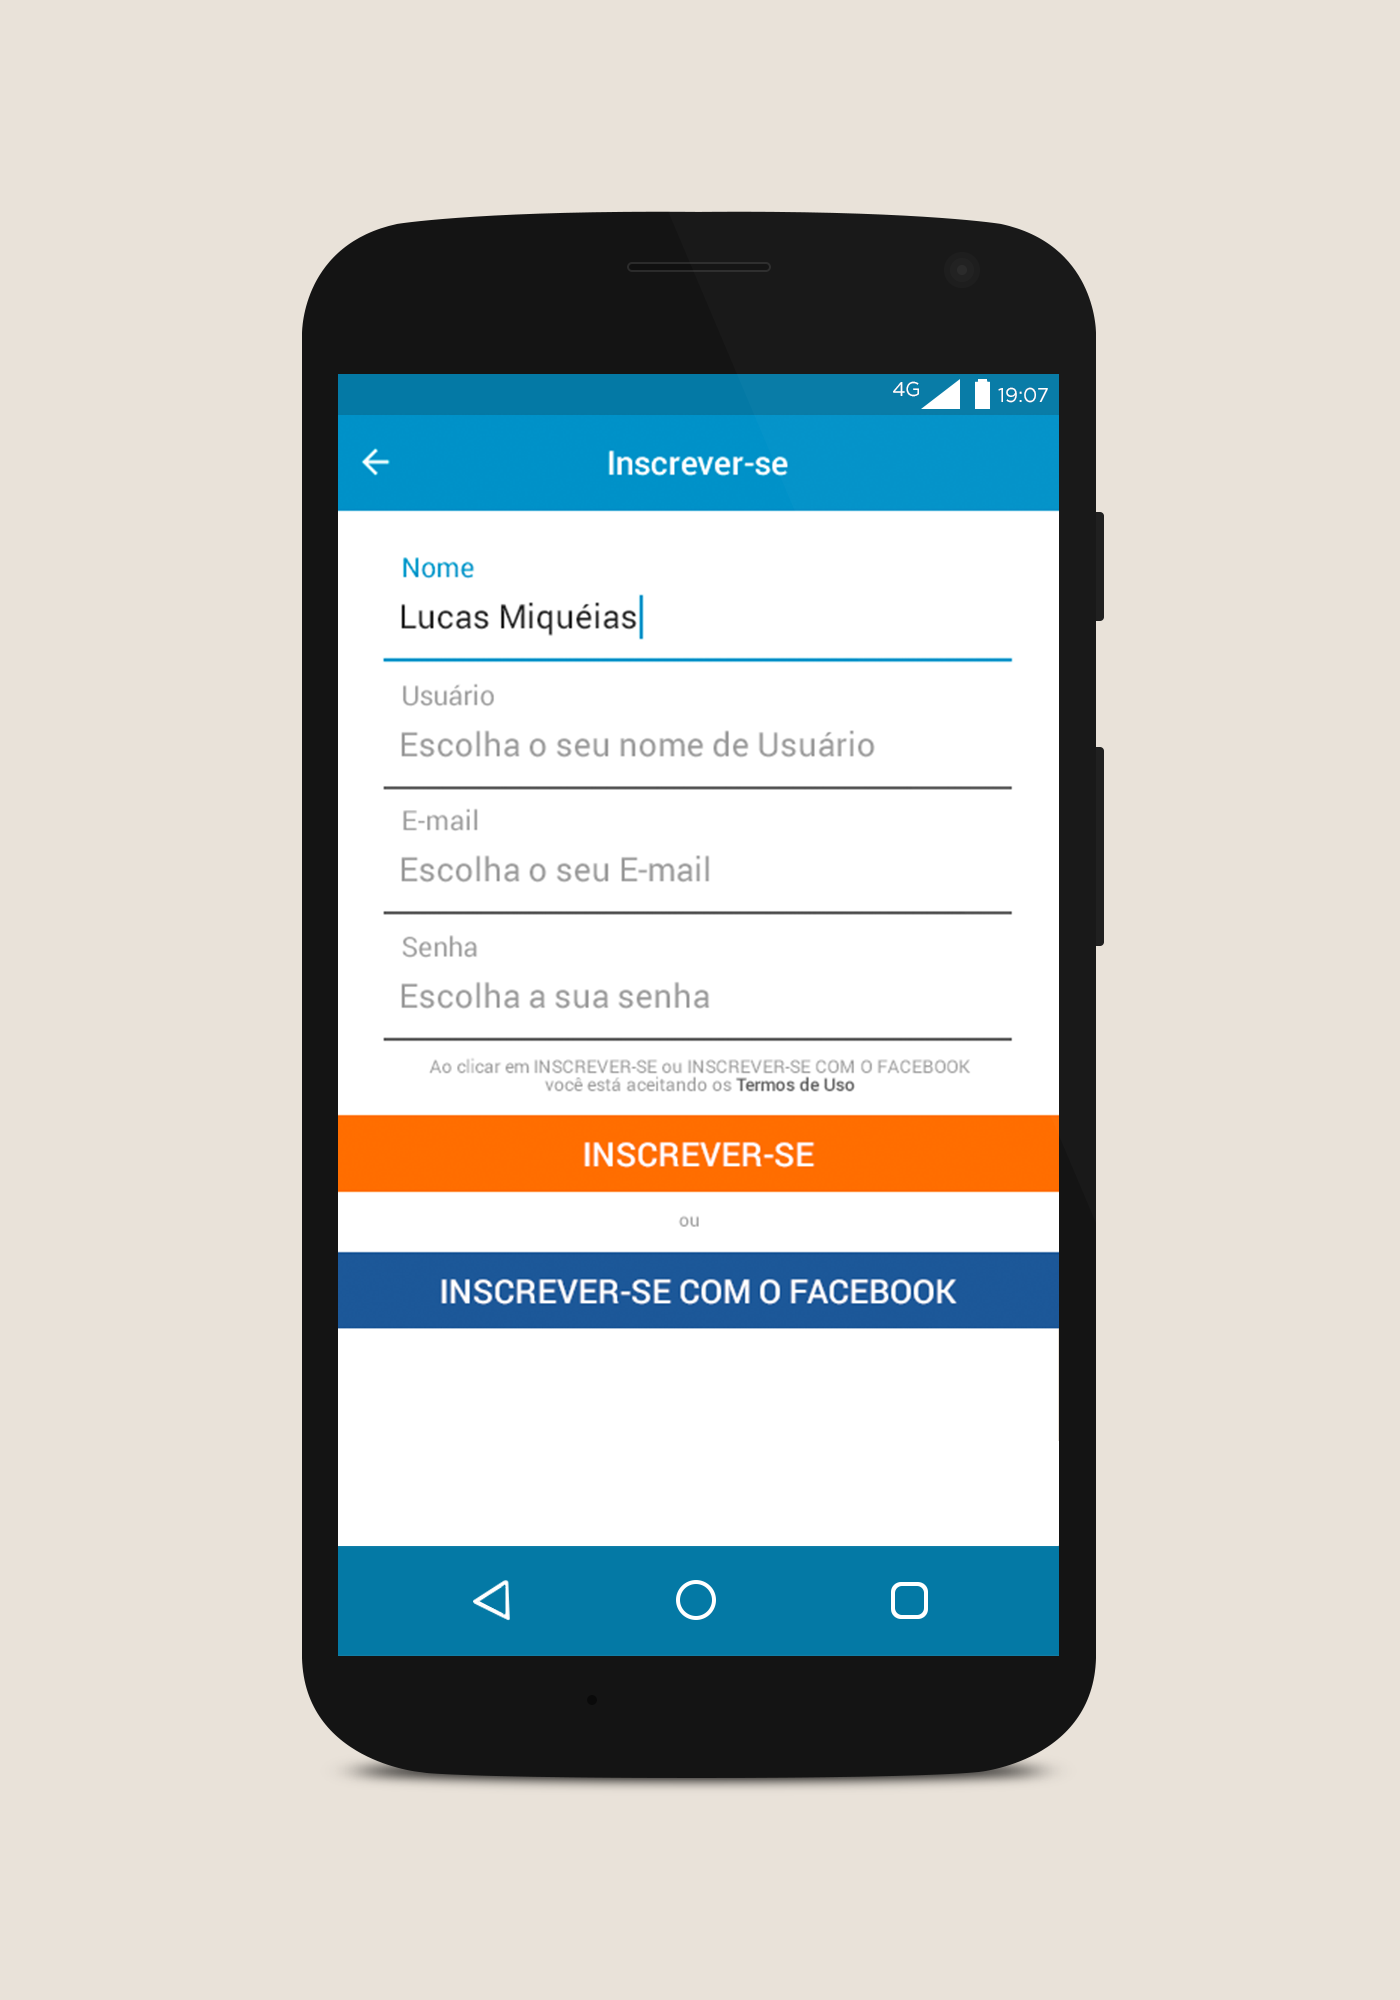 4G 19:07
Inscrever-se
Nome
Lucas Miquéias
Usuário
Escolha o seu nome de Usuário
E-mail
Escolha o seu E-mail
Senha
Escolha a sua senha
Ao clicar em INSCREVER-SE ou INSCREVER-SE COM O FACEBOOK
você está aceitando os Termos de Uso
INSCREVER-SE
ou
INSCREVER-SE COM O FACEBOOK